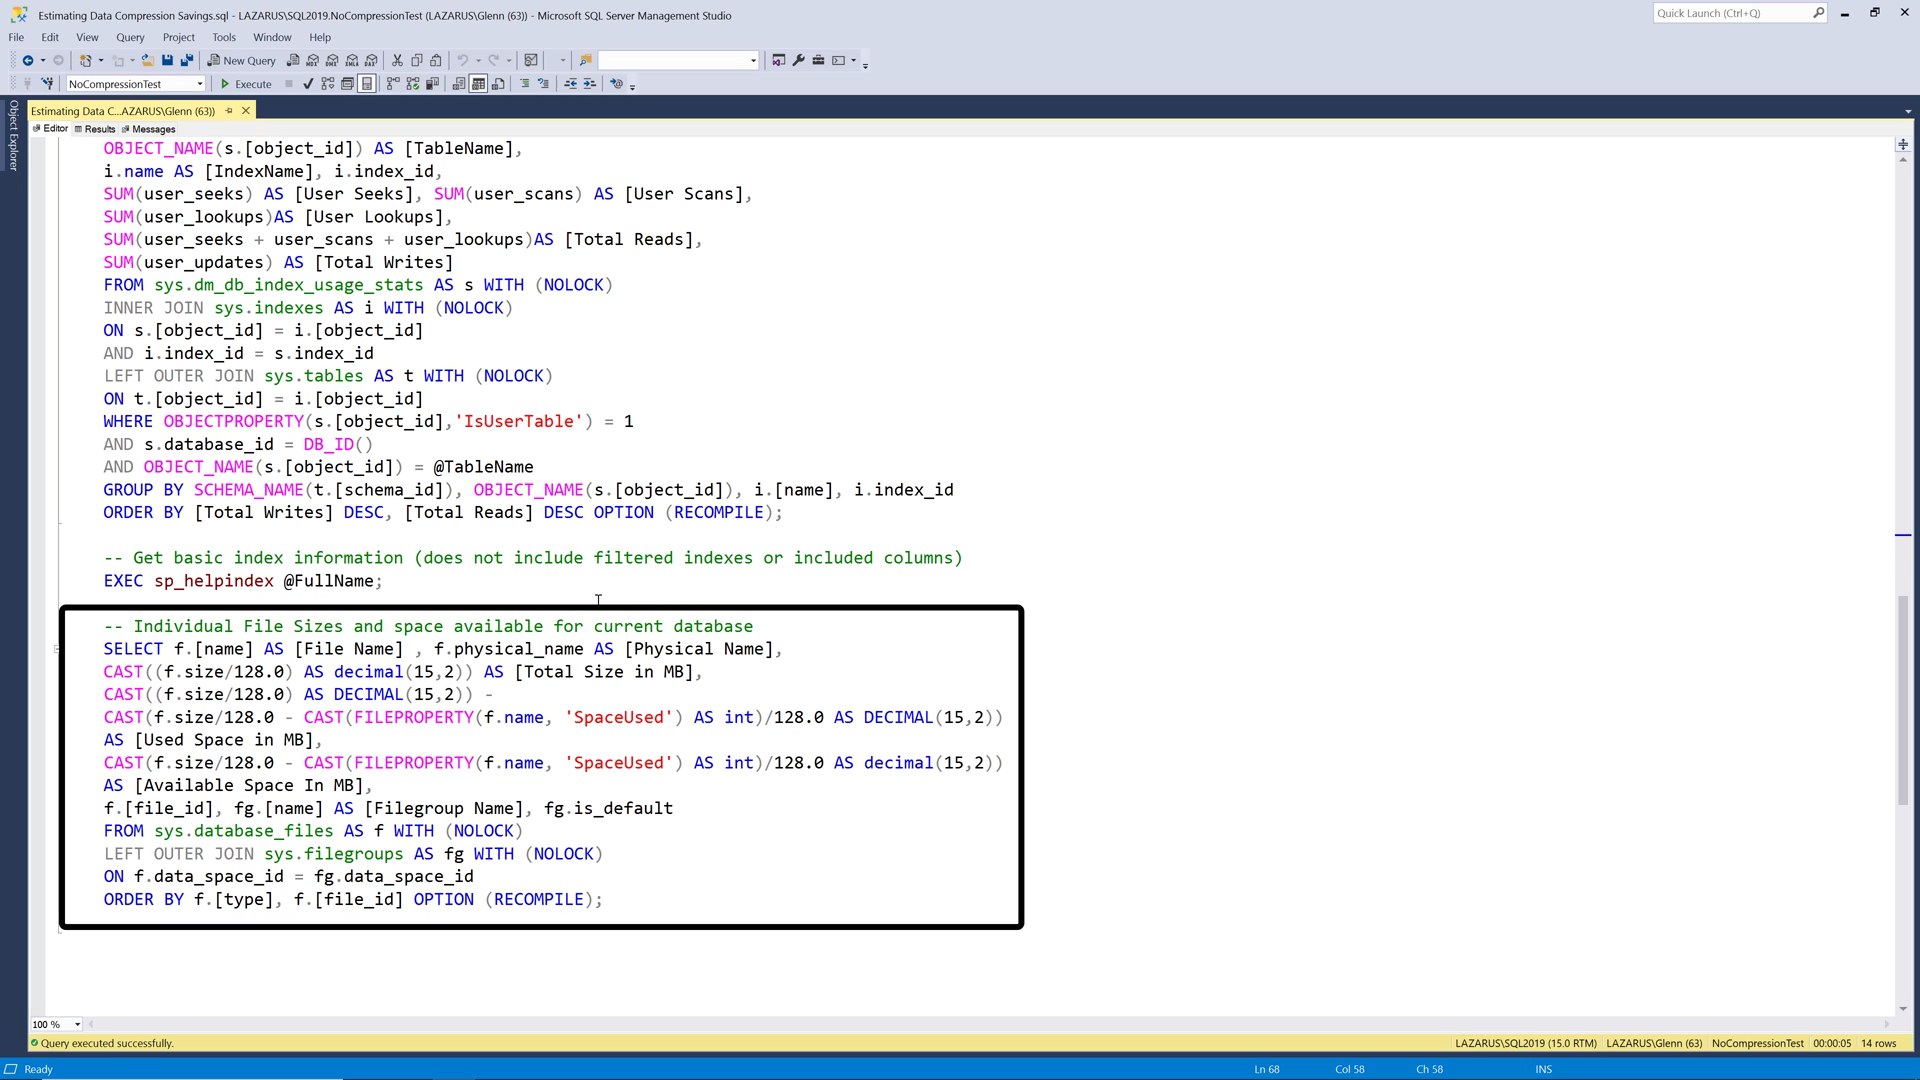 Estimating Data Compression Savings.sql - LAZARUS\SQL2019.NoCompressionTest (LAZARUS\Glenn (63)) - Microsoft SQL Server Management Studio
Quick Launch (Ctrl+Q)
File Edit View Query Project Tools Window Help
New Query MDX DMX XMLA DAX
NoCompressionTest Execute
Object Explorer
Estimating Data C...AZARUS\Glenn (63))
Editor Results Messages
OBJECT_NAME(s.[object_id]) AS [TableName],
i.name AS [IndexName], i.index_id,
SUM(user_seeks) AS [User Seeks], SUM(user_scans) AS [User Scans],
SUM(user_lookups)AS [User Lookups],
SUM(user_seeks + user_scans + user_lookups)AS [Total Reads],
SUM(user_updates) AS [Total Writes]
FROM sys.dm_db_index_usage_stats AS s WITH (NOLOCK)
INNER JOIN sys.indexes AS i WITH (NOLOCK)
ON s.[object_id] = i.[object_id]
AND i.index_id = s.index_id
LEFT OUTER JOIN sys.tables AS t WITH (NOLOCK)
ON t.[object_id] = i.[object_id]
WHERE OBJECTPROPERTY(s.[object_id],'IsUserTable') = 1
AND s.database_id = DB_ID()
AND OBJECT_NAME(s.[object_id]) = @TableName
GROUP BY SCHEMA_NAME(t.[schema_id]), OBJECT_NAME(s.[object_id]), i.[name], i.index_id
ORDER BY [Total Writes] DESC, [Total Reads] DESC OPTION (RECOMPILE);
-- Get basic index information (does not include filtered indexes or included columns)
EXEC sp_helpindex @FullName;
-- Individual File Sizes and space available for current database
SELECT f.[name] AS [File Name] , f.physical_name AS [Physical Name],
CAST((f.size/128.0) AS decimal(15,2)) AS [Total Size in MB],
CAST((f.size/128.0) AS DECIMAL(15,2)) -
CAST(f.size/128.0 - CAST(FILEPROPERTY(f.name, 'SpaceUsed') AS int)/128.0 AS DECIMAL(15,2))
AS [Used Space in MB],
CAST(f.size/128.0 - CAST(FILEPROPERTY(f.name, 'SpaceUsed') AS int)/128.0 AS decimal(15,2))
AS [Available Space In MB],
f.[file_id], fg.[name] AS [Filegroup Name], fg.is_default
FROM sys.database_files AS f WITH (NOLOCK)
LEFT OUTER JOIN sys.filegroups AS fg WITH (NOLOCK)
ON f.data_space_id = fg.data_space_id
ORDER BY f.[type], f.[file_id] OPTION (RECOMPILE);
100 %
Query executed successfully. LAZARUS\SQL2019 (15.0 RTM) LAZARUS\Glenn (63) NoCompressionTest 00:00:05 14 rows
Ready Ln 68 Col 58 Ch 58 INS